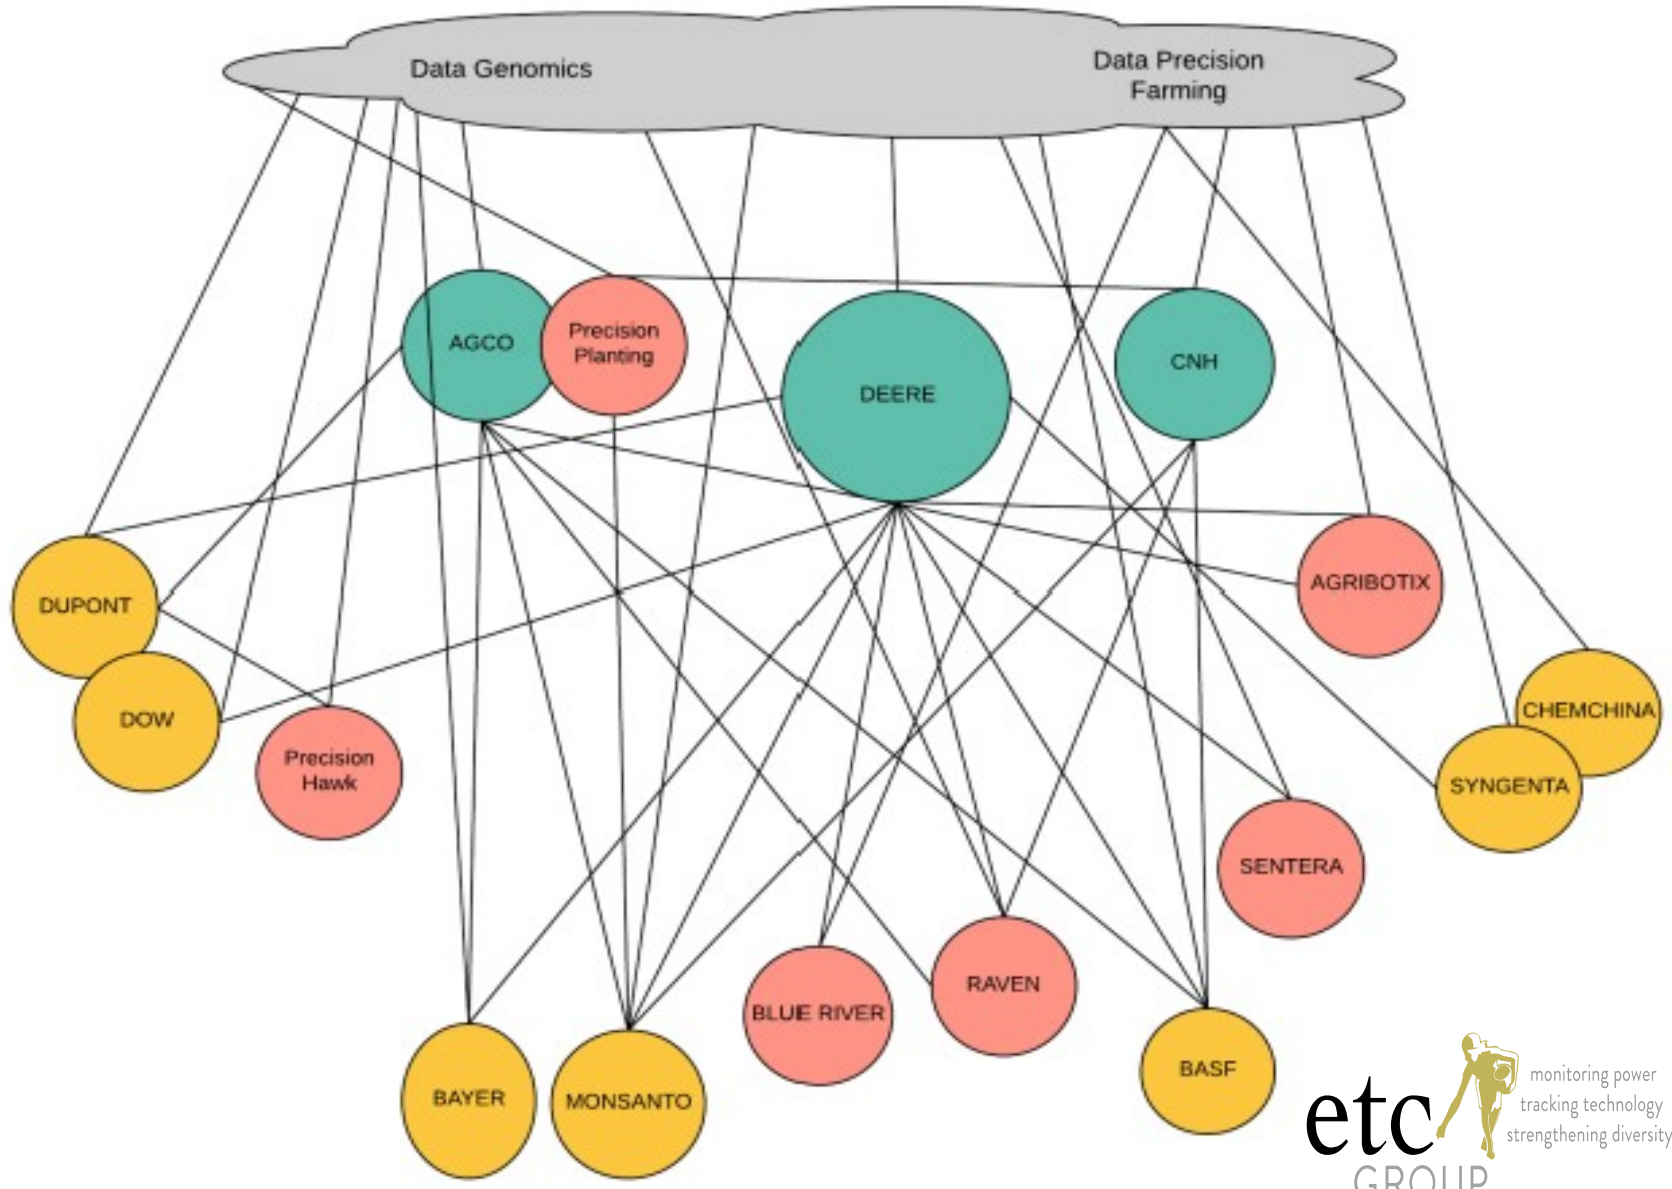 Data Genomics
Data Precision
Farming
AGCO
Precision
Planting
DEERE
CNH
DUPONT
DOW
Precision
Hawk
AGRIBOTIX
CHEMCHINA
SYNGENTA
SENTERA
RAVEN
BLUE RIVER
BASF
BAYER
MONSANTO
etc
GROUP
monitoring power
tracking technology
strengthening diversity